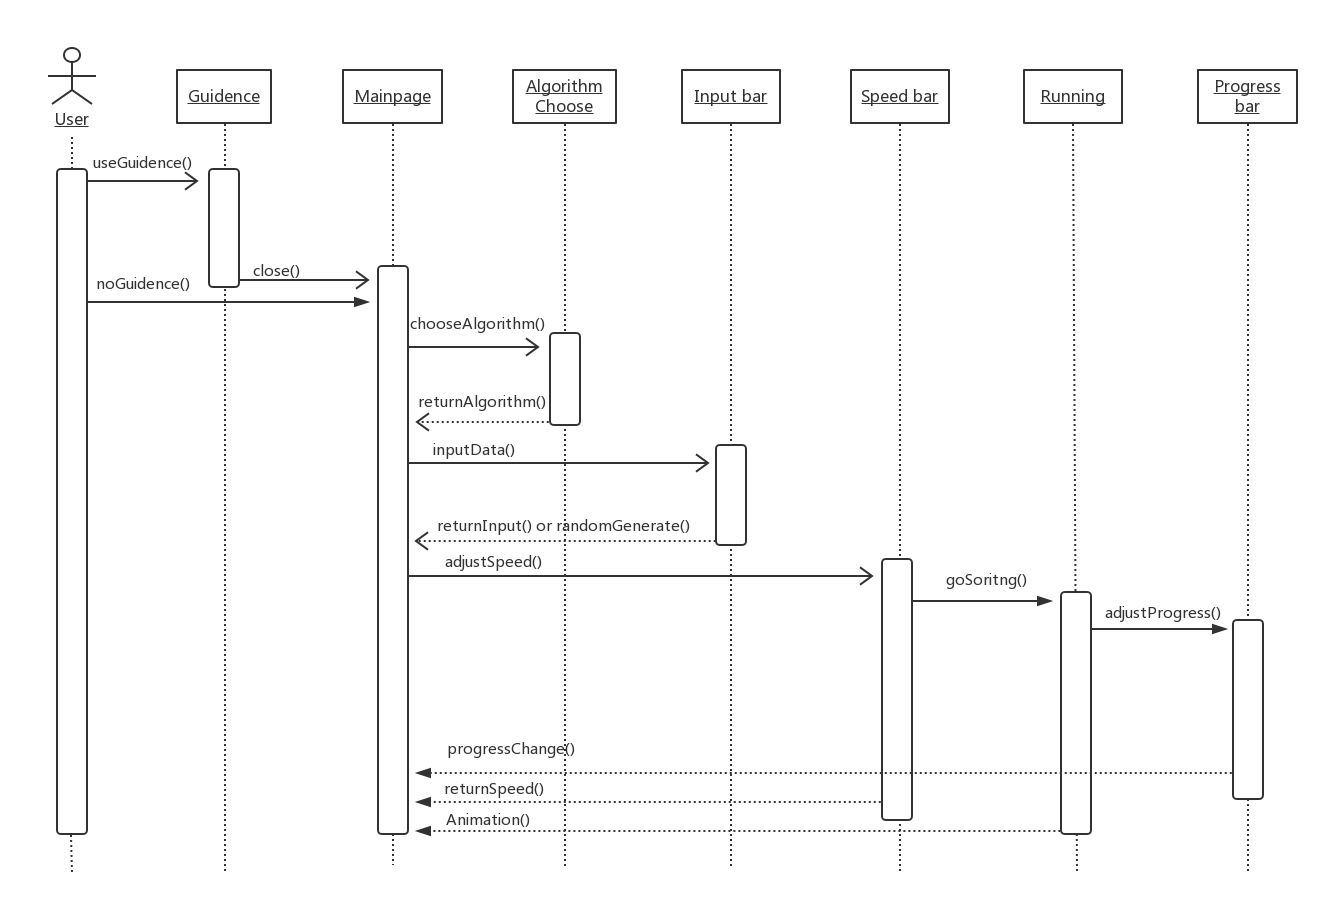 User
Guidence
Mainpage
Algorithm
Choose
Input bar
Speed bar
Running
Progress
bar
useGuidence()
close()
noGuidence()
chooseAlgorithm()
returnAlgorithm()
inputData()
returnInput() or randomGenerate()
adjustSpeed()
goSoritng()
adjustProgress()
progressChange()
returnSpeed()
Animation()